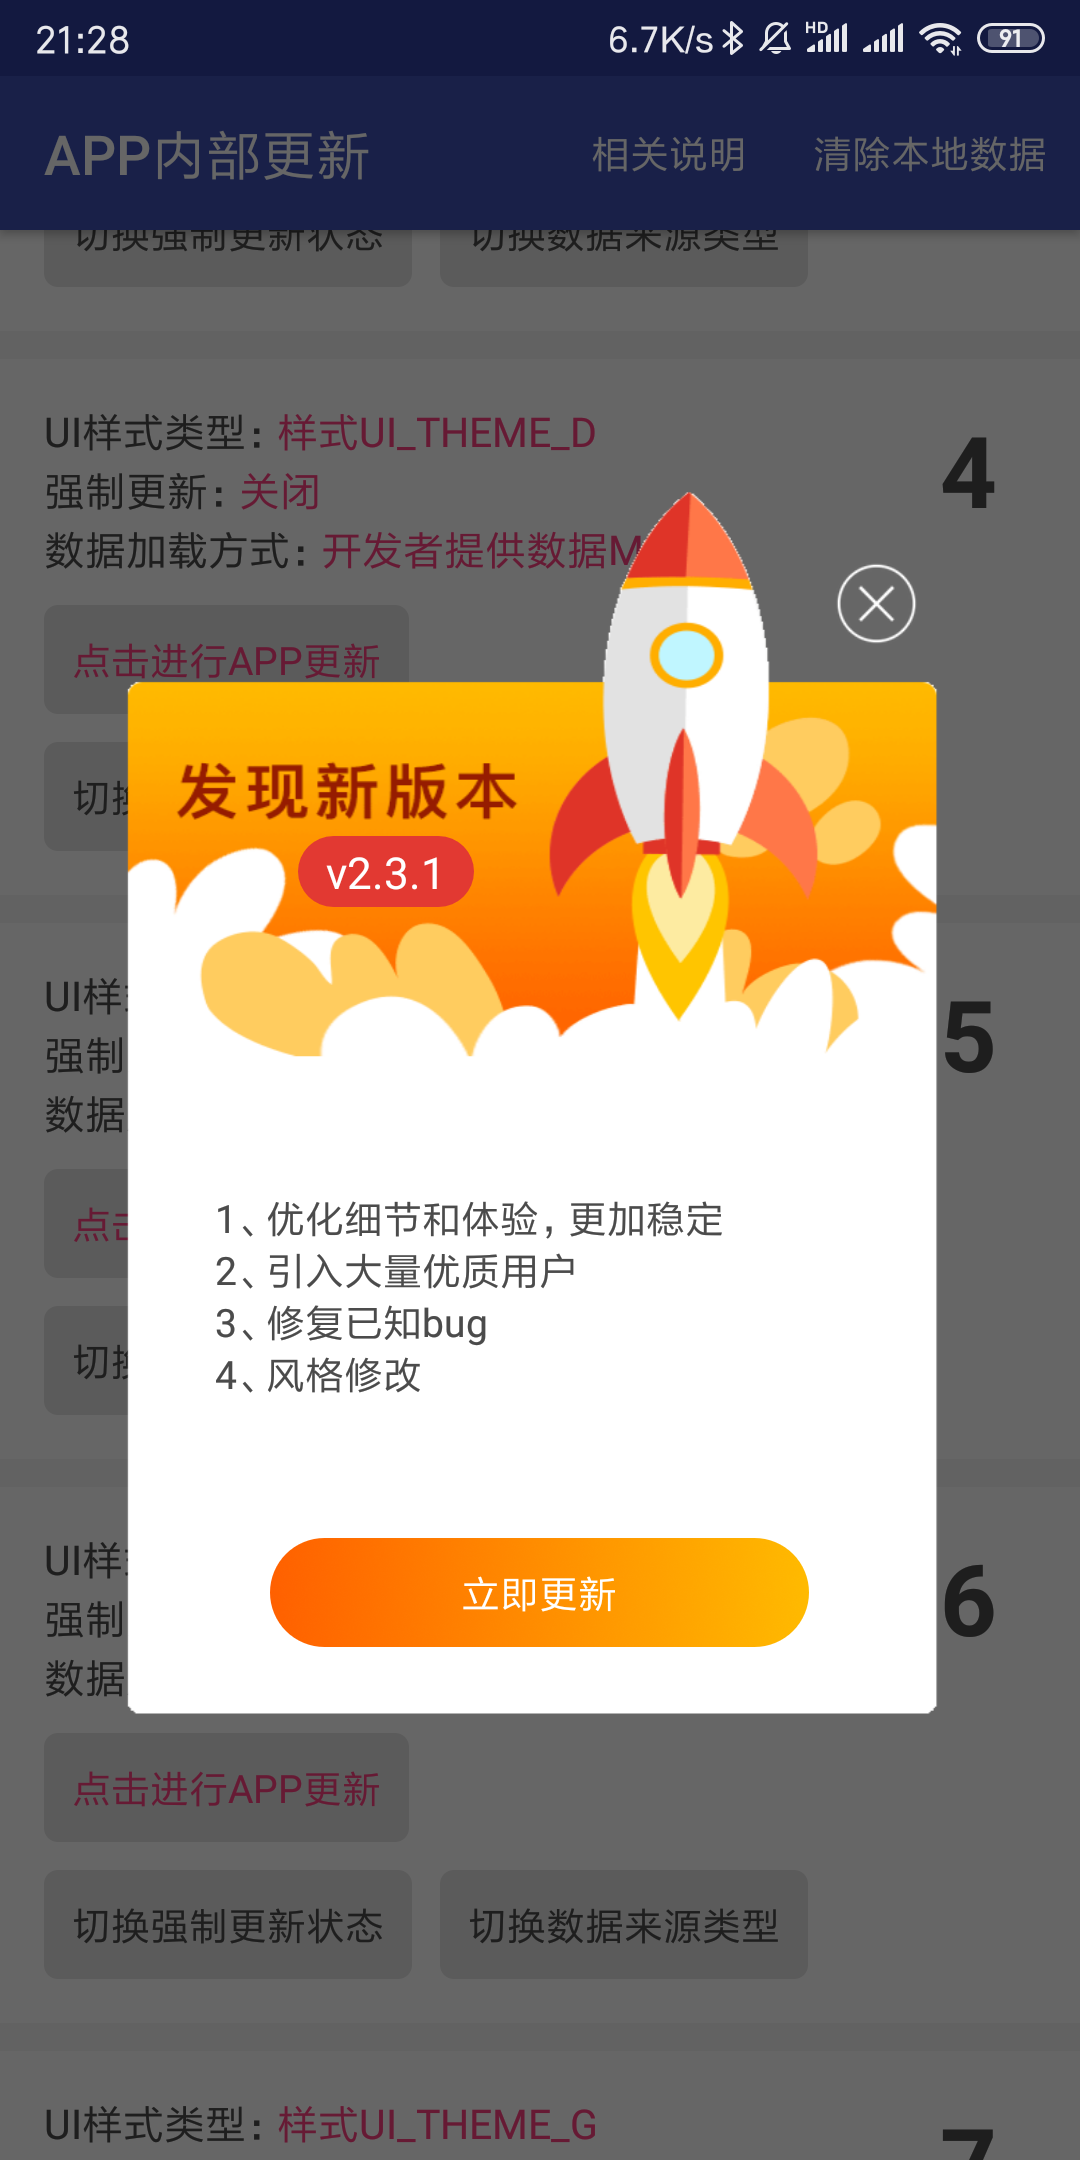 21:28 6.7K/s HD 91
APP内部更新 相关说明 清除本地数据
切换强制更新状态 切换数据来源类型
UI样式类型：样式UI_THEME_D
4
强制更新：关闭
数据加载方式：开发者提供数据M
点击进行APP更新
切换
发现新版本
v2.3.1
UI样
5
强制
数据
点击
切换
1、优化细节和体验，更加稳定
2、引入大量优质用户
3、修复已知bug
4、风格修改
UI样
6
强制
数据
立即更新
点击进行APP更新
切换强制更新状态 切换数据来源类型
UI样式类型：样式UI_THEME_G
7